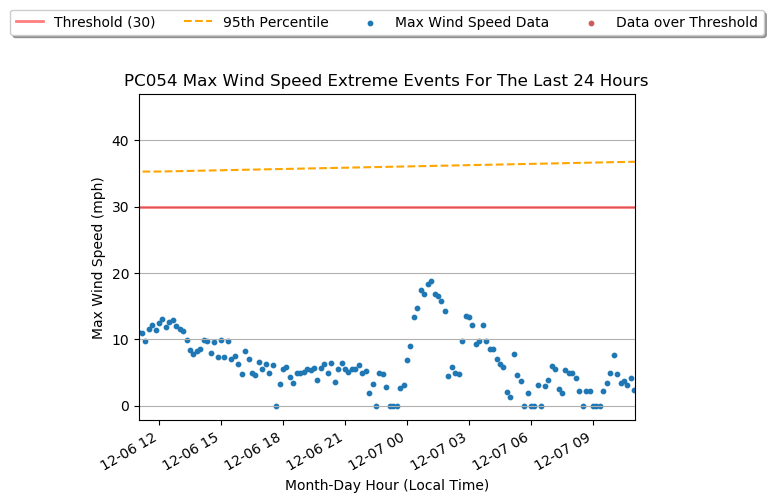 Threshold (30) 95th Percentile Max Wind Speed Data Data over Threshold
PC054 Max Wind Speed Extreme Events For The Last 24 Hours
Max Wind Speed (mph)
40
30
20
10
0
12-06 12 12-06 15 12-06 18 12-06 21 12-07 00 12-07 03 12-07 06 12-07 09
Month-Day Hour (Local Time)